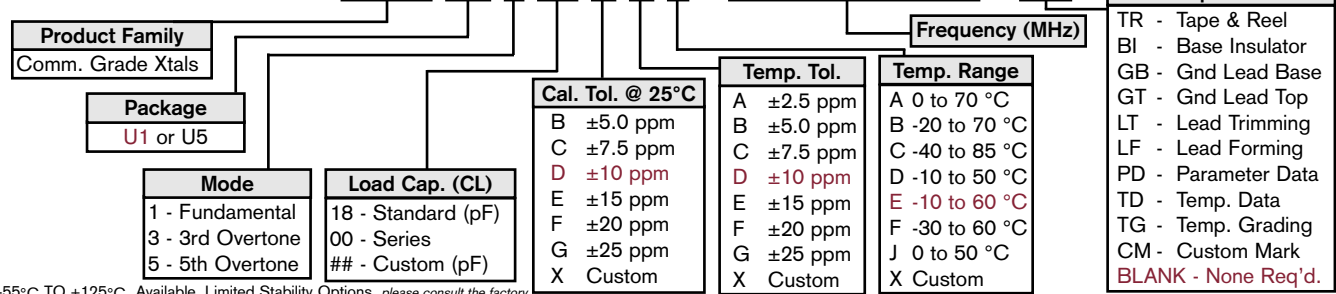 Product Family
Comm. Grade Xtals
Package
U1 or U5
Mode
1 - Fundamental
3 - 3rd Overtone
5 - 5th Overtone
Load Cap. (CL)
18 - Standard (pF)
00 - Series
## - Custom (pF)
Cal. Tol. @ 25°C
B ±5.0 ppm
C ±7.5 ppm
D ±10 ppm
E ±15 ppm
F ±20 ppm
G ±25 ppm
X Custom
Temp. Tol.
A ±2.5 ppm
B ±5.0 ppm
C ±7.5 ppm
D ±10 ppm
E ±15 ppm
F ±20 ppm
G ±25 ppm
X Custom
Temp. Range
A 0 to 70 °C
B -20 to 70 °C
C -40 to 85 °C
D -10 to 50 °C
E -10 to 60 °C
F -30 to 60 °C
J 0 to 50 °C
X Custom
Frequency (MHz)
TR - Tape & Reel
BI - Base Insulator
GB - Gnd Lead Base
GT - Gnd Lead Top
LT - Lead Trimming
LF - Lead Forming
PD - Parameter Data
TD - Temp. Data
TG - Temp. Grading
CM - Custom Mark
BLANK - None Req'd.
-55°C TO +125°C Available, Limited Stability Options, please consult the factory